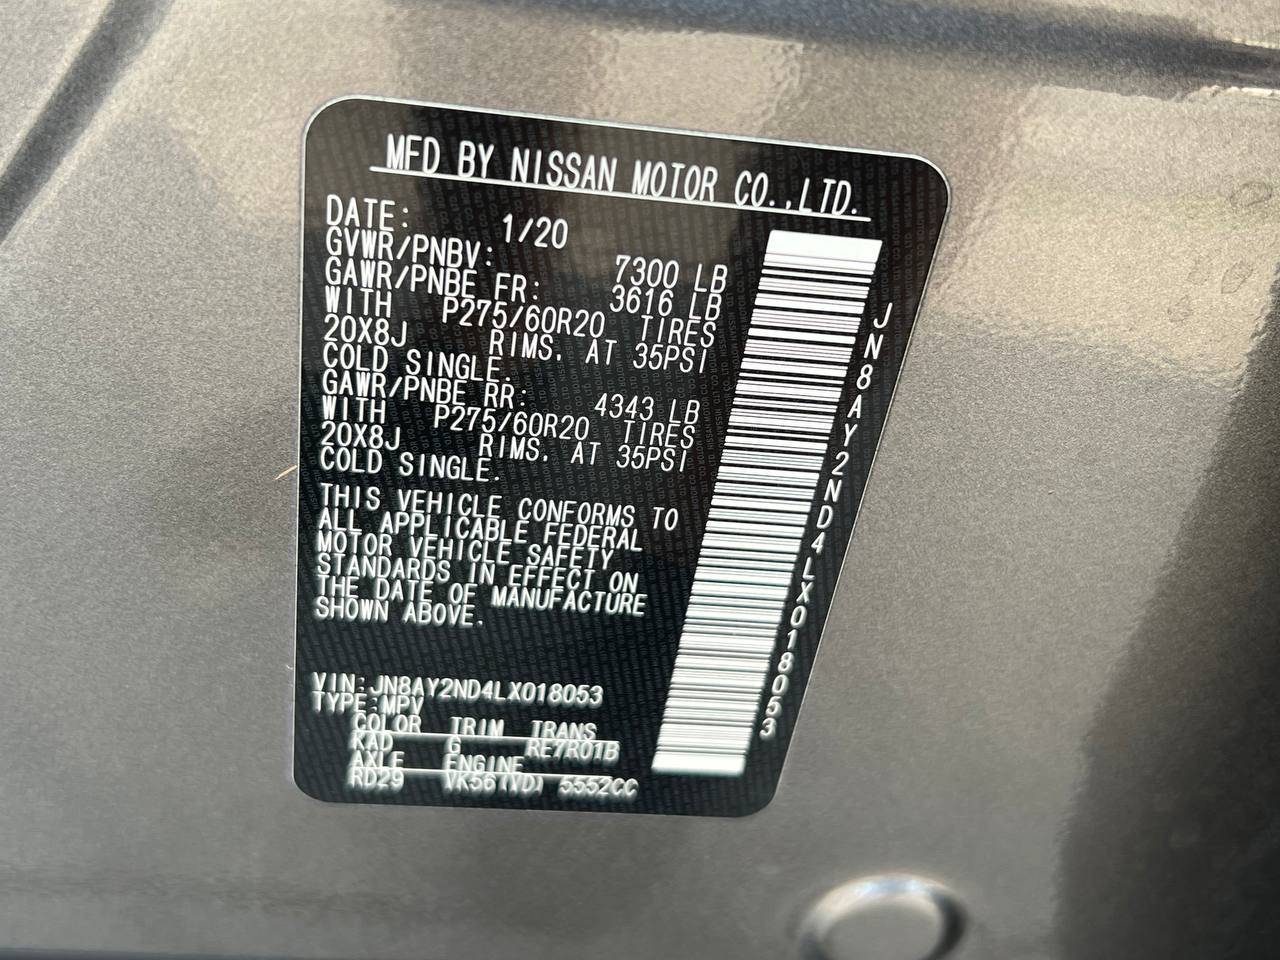 MFD BY NISSAN MOTOR CO.,LTD.
DATE: 1/20
GVWR/PNBV: 7300 LB
GAWR/PNBE FR: 3616 LB
WITH P275/60R20 TIRES
20X8J RIMS, AT 35PSI
COLD SINGLE.
GAWR/PNBE RR: 4343 LB
WITH P275/60R20 TIRES
20X8J RIMS, AT 35PSI
COLD SINGLE.
THIS VEHICLE CONFORMS TO
ALL APPLICABLE FEDERAL
MOTOR VEHICLE SAFETY
STANDARDS IN EFFECT ON
THE DATE OF MANUFACTURE
SHOWN ABOVE.
VIN:JN8AY2ND4LX018053
TYPE:MPV
COLOR TRIM TRANS
KAD G RE7R01B
AXLE ENGINE
RD29 VK56(VD) 5552CC
JN8AY2ND4LX018053